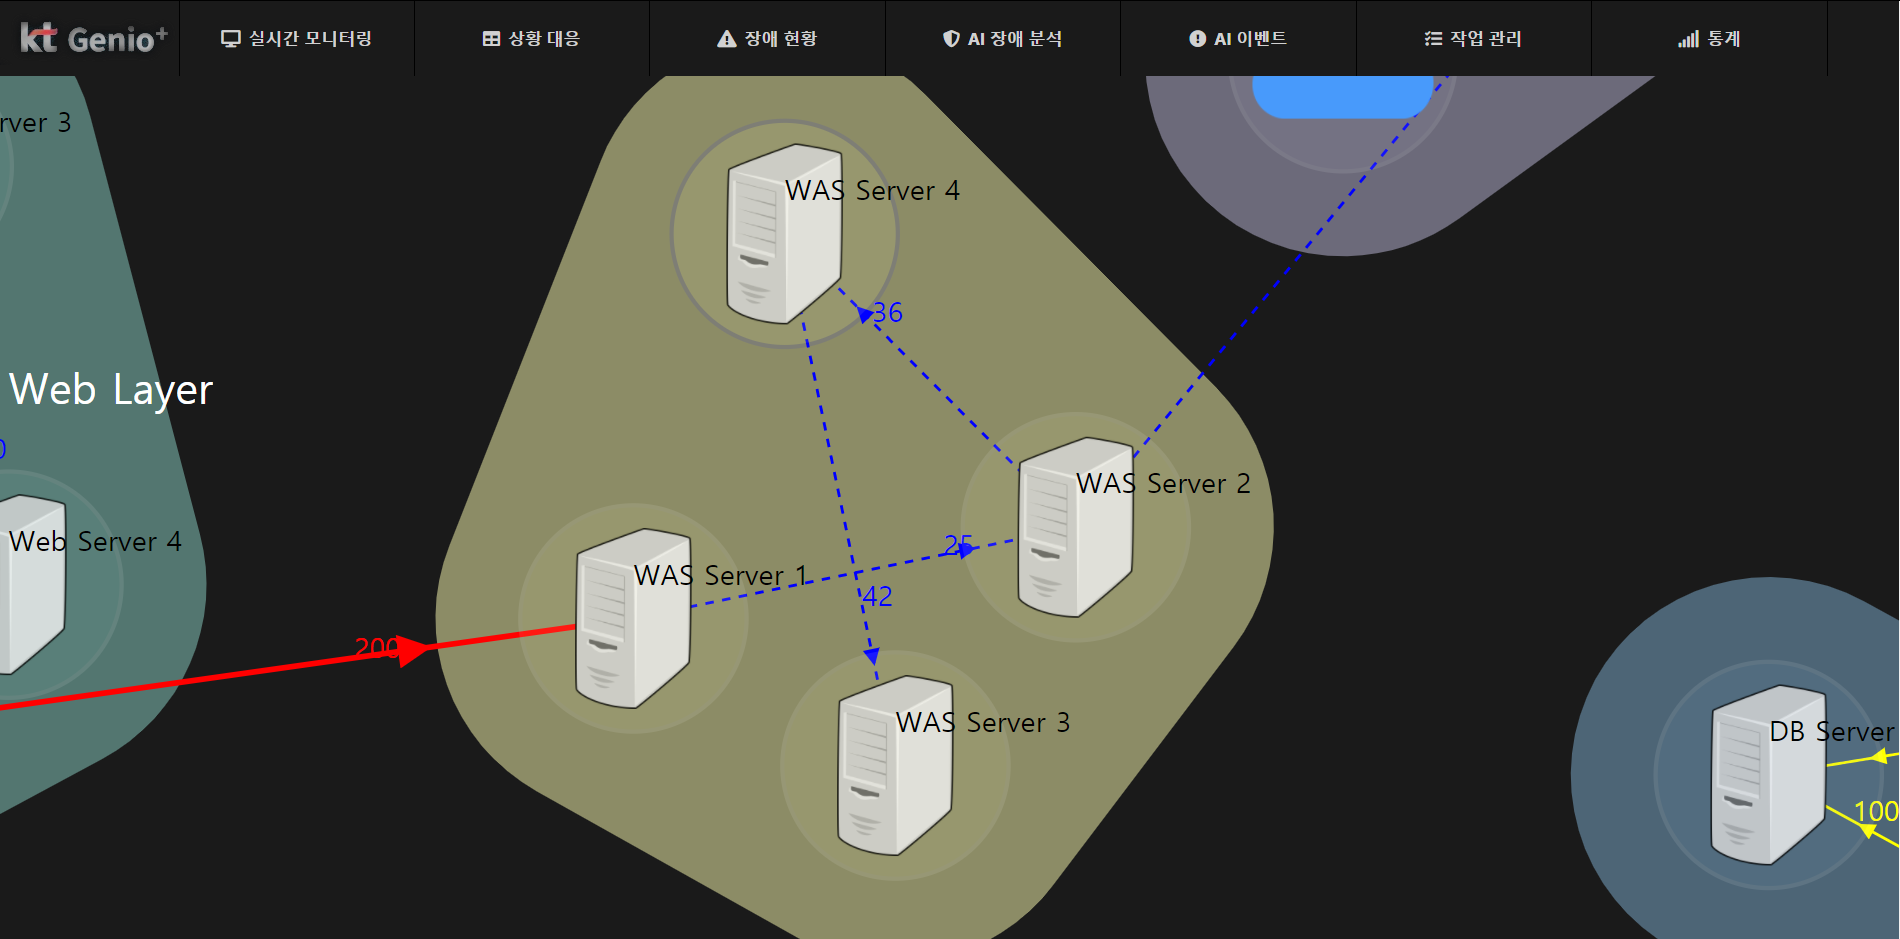 kt Genio+
실시간 모니터링
상황 대응
장애 현황
AI 장애 분석
AI 이벤트
작업 관리
통계
rver 3
WAS Server 4
36
Web Layer
0
WAS Server 2
Web Server 4
25
WAS Server 1
42
200
WAS Server 3
DB Server
100